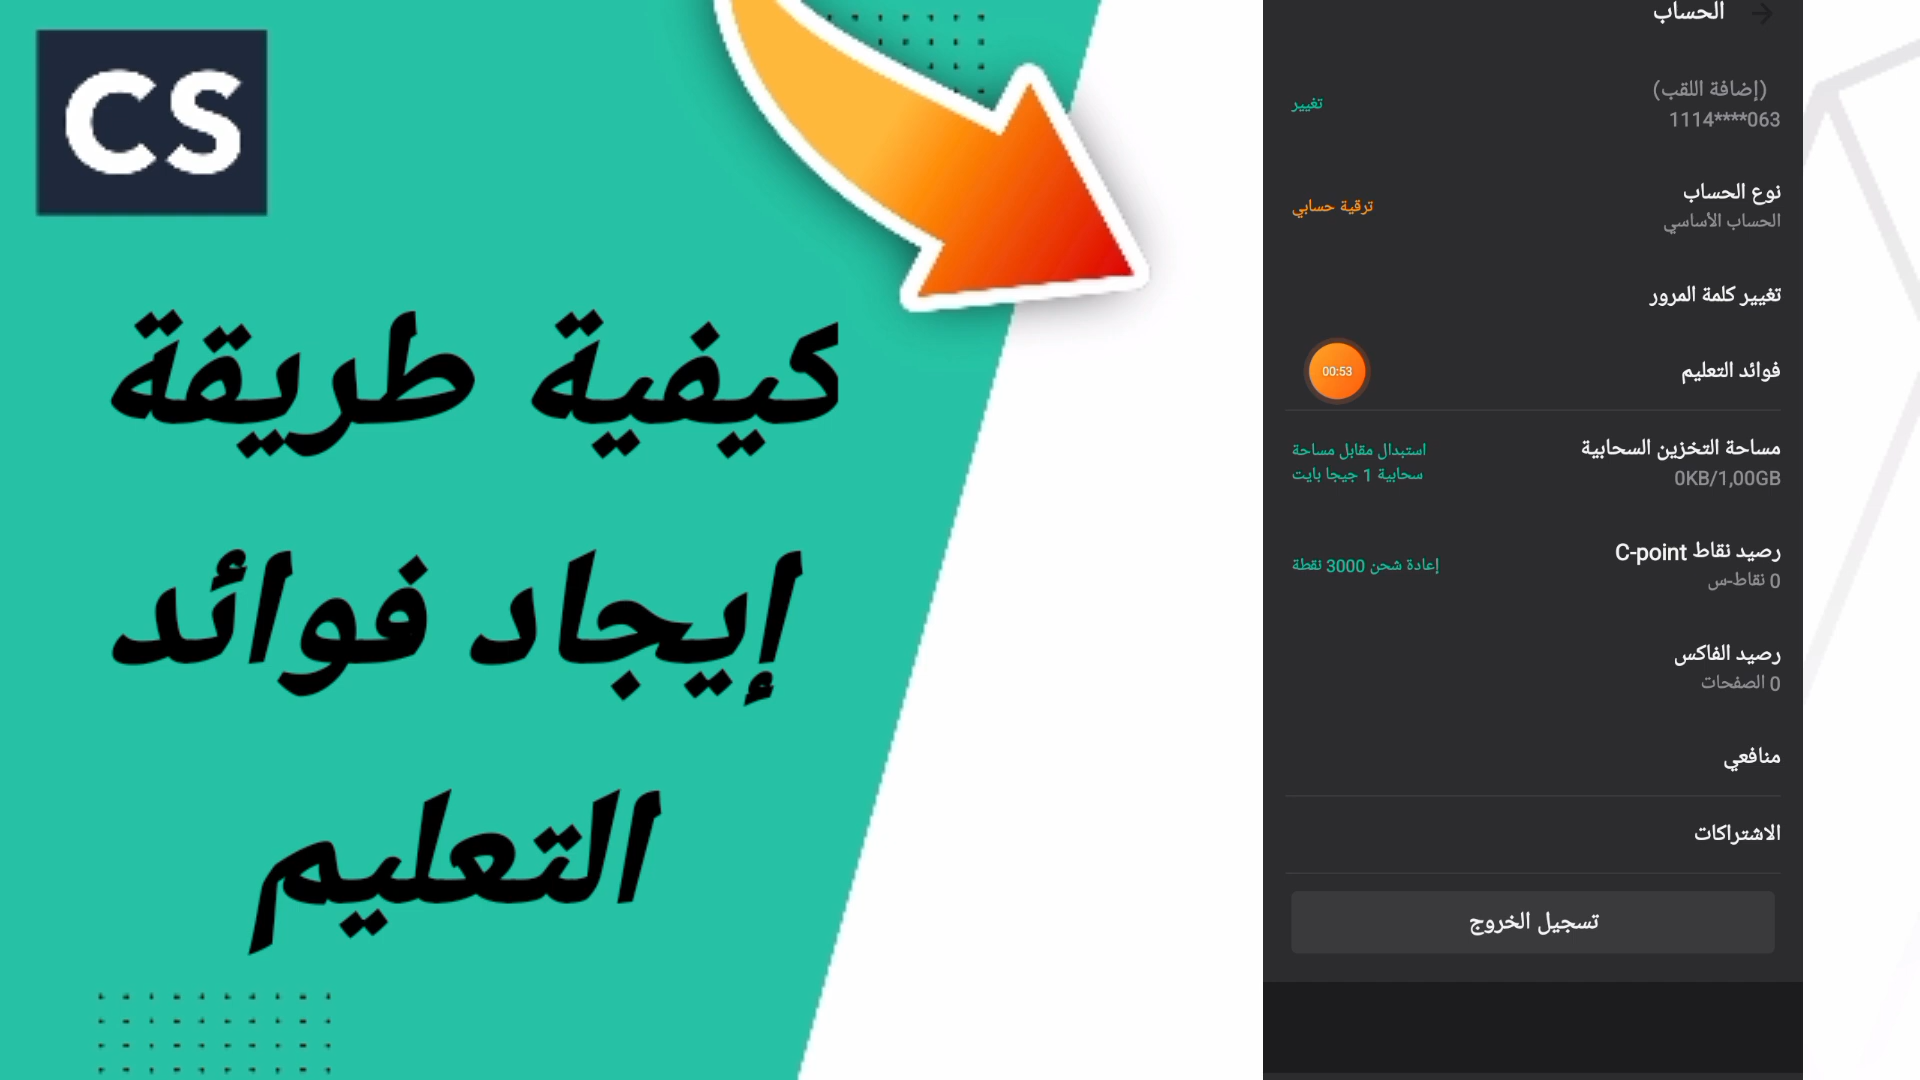 CS
كيفية طريقة
إيجاد فوائد
التعليم
الحساب
(إضافة اللقب)
1114****063
تغيير
نوع الحساب
الحساب الأساسي
ترقية حسابي
تغيير كلمة المرور
فوائد التعليم
00:53
مساحة التخزين السحابية
0KB/1,00GB
استبدال مقابل مساحة
سحابية 1 جيجا بايت
رصيد نقاط C-point
0 نقاط-س
إعادة شحن 3000 نقطة
رصيد الفاكس
0 الصفحات
منافعي
الاشتراكات
تسجيل الخروج